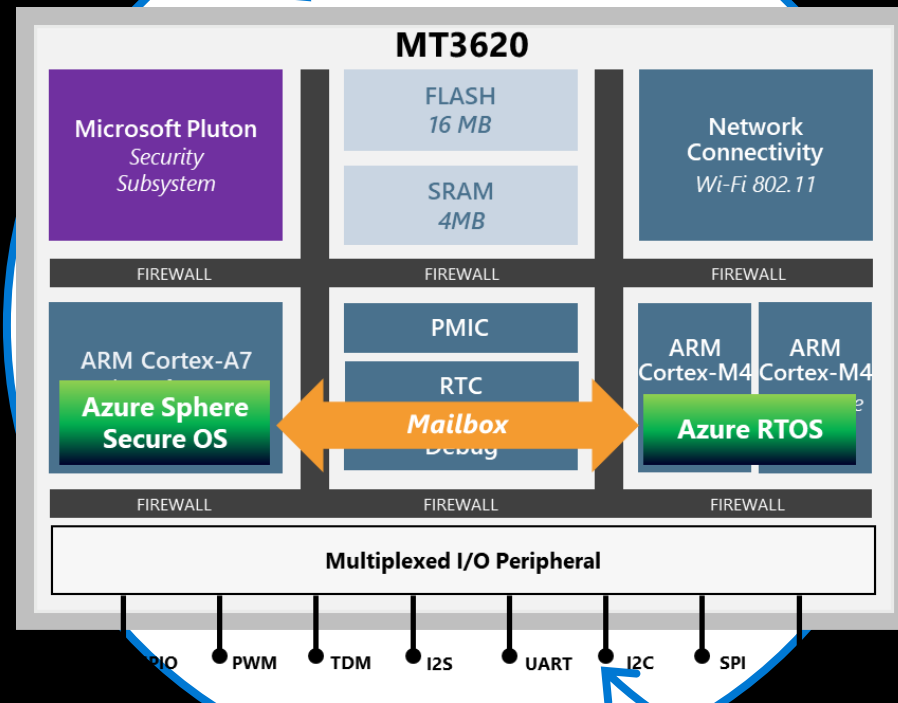 MT3620
Microsoft Pluton
Security
Subsystem
FLASH
16 MB
SRAM
4MB
Network
Connectivity
Wi-Fi 802.11
FIREWALL
FIREWALL
FIREWALL
ARM Cortex-A7
Azure Sphere
Secure OS
PMIC
RTC
Mailbox
Debug
ARM
Cortex-M4
ARM
Cortex-M4
Azure RTOS
FIREWALL
FIREWALL
FIREWALL
Multiplexed I/O Peripheral
PWM
TDM
I2S
UART
I2C
SPI